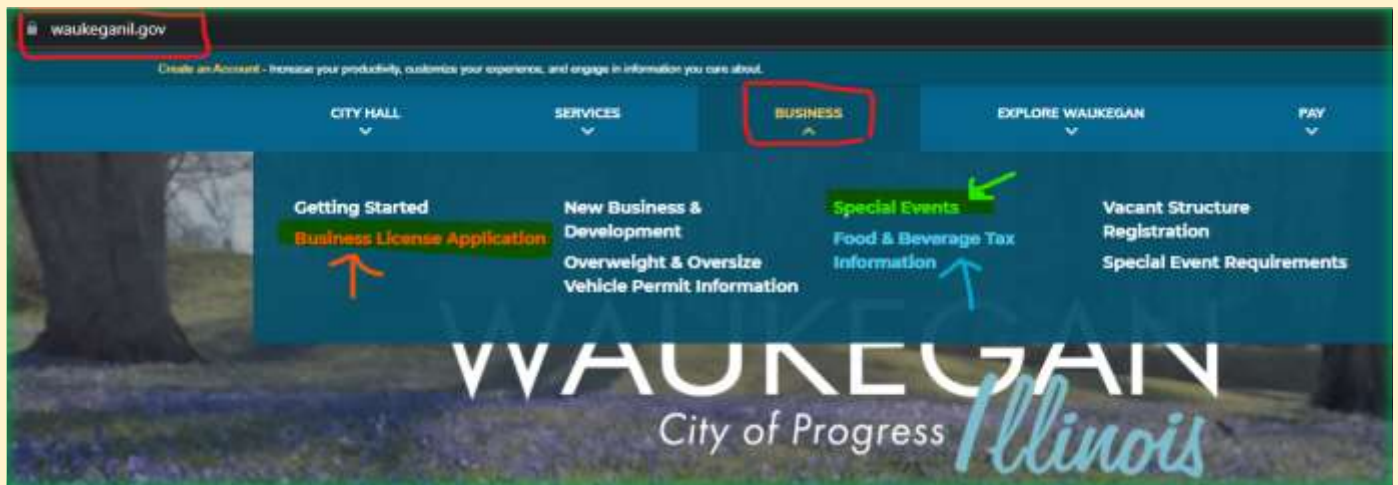 waukeganil.gov
Create an Account - Increase your productivity, customize your experience, and engage in information you care about.
CITY HALL
SERVICES
BUSINESS
EXPLORE WAUKEGAN
PAY
Getting Started
Business License Application
New Business &
Development
Overweight & Oversize
Vehicle Permit Information
Special Events
Food & Beverage Tax
Information
Vacant Structure
Registration
Special Event Requirements
WAUKEGAN
City of Progress
Illinois